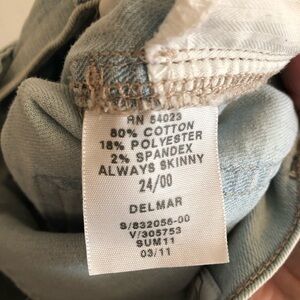 RN 54023
80% COTTON
18% POLYESTER
2% SPANDEX
ALWAYS SKINNY
24/00
DELMAR
S/832056-00
V/305753
SUM11
03/11